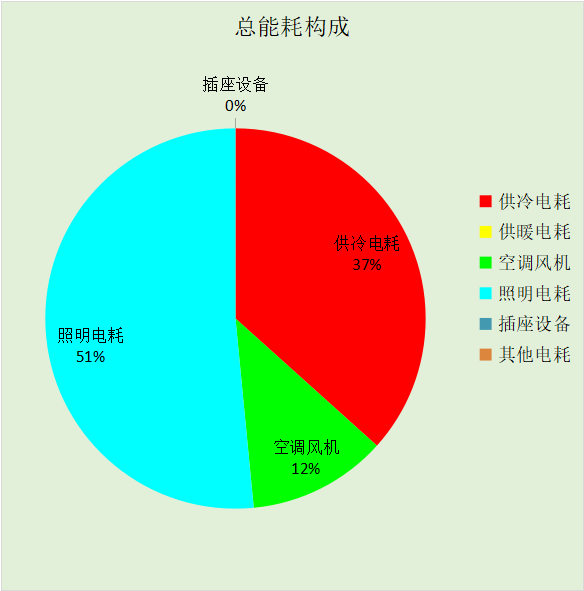 总能耗构成
插座设备
0%
供冷电耗
37%
照明电耗
51%
空调风机
12%
供冷电耗
供暖电耗
空调风机
照明电耗
插座设备
其他电耗